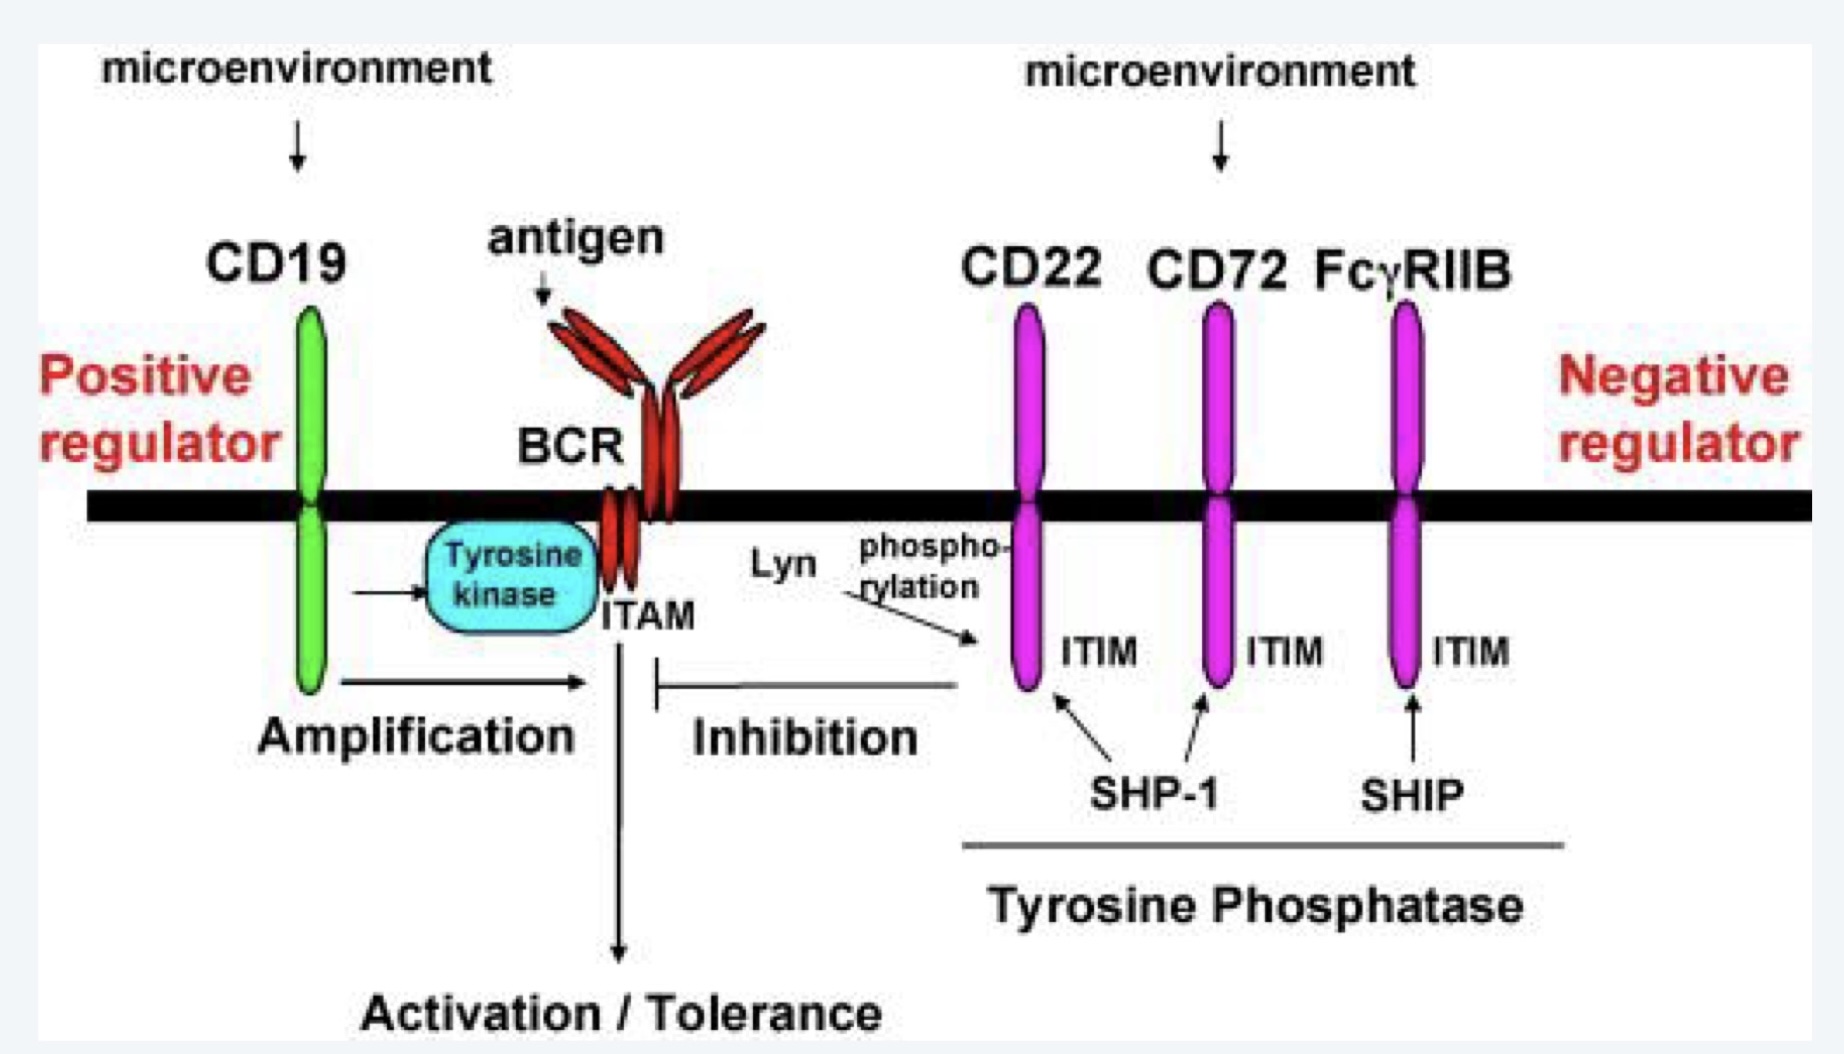 microenvironment
microenvironment
antigen
CD19
CD22
CD72
FcγRIIB
Positive
regulator
Negative
regulator
BCR
Tyrosine
kinase
ITAM
Lyn
phospho-
rylation
ITIM
ITIM
ITIM
Amplification
Inhibition
SHP-1
SHIP
Tyrosine Phosphatase
Activation / Tolerance